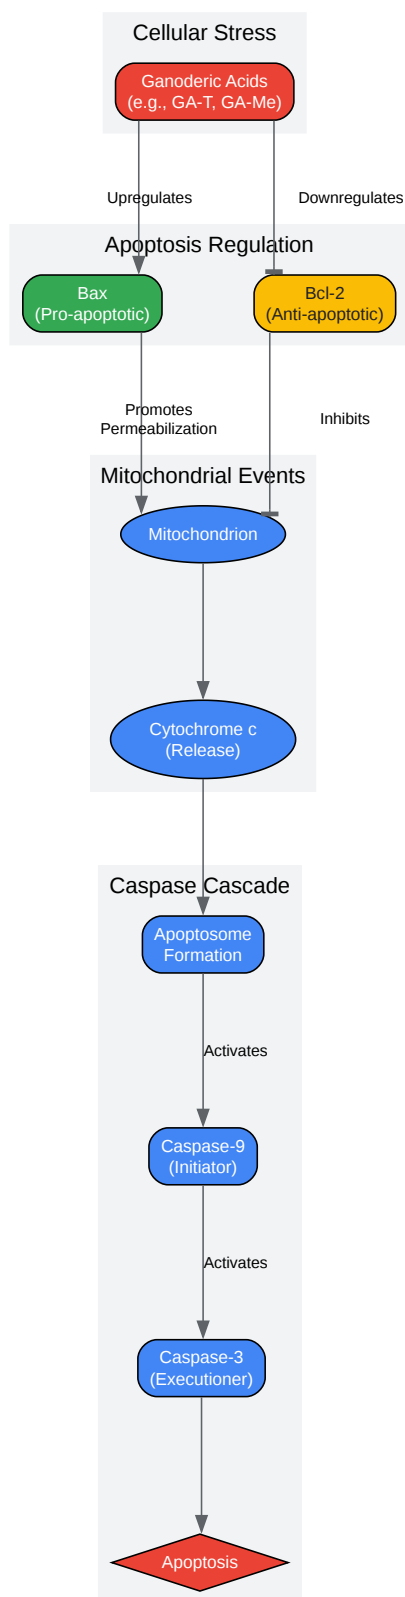 Cellular Stress
Ganoderic Acids
(e.g., GA-T, GA-Me)
Upregulates
Downregulates
Apoptosis Regulation
Bax
(Pro-apoptotic)
Bcl-2
(Anti-apoptotic)
Promotes
Permeabilization
Inhibits
Mitochondrial Events
Mitochondrion
Cytochrome c
(Release)
Caspase Cascade
Apoptosome
Formation
Activates
Caspase-9
(Initiator)
Activates
Caspase-3
(Executioner)
Apoptosis